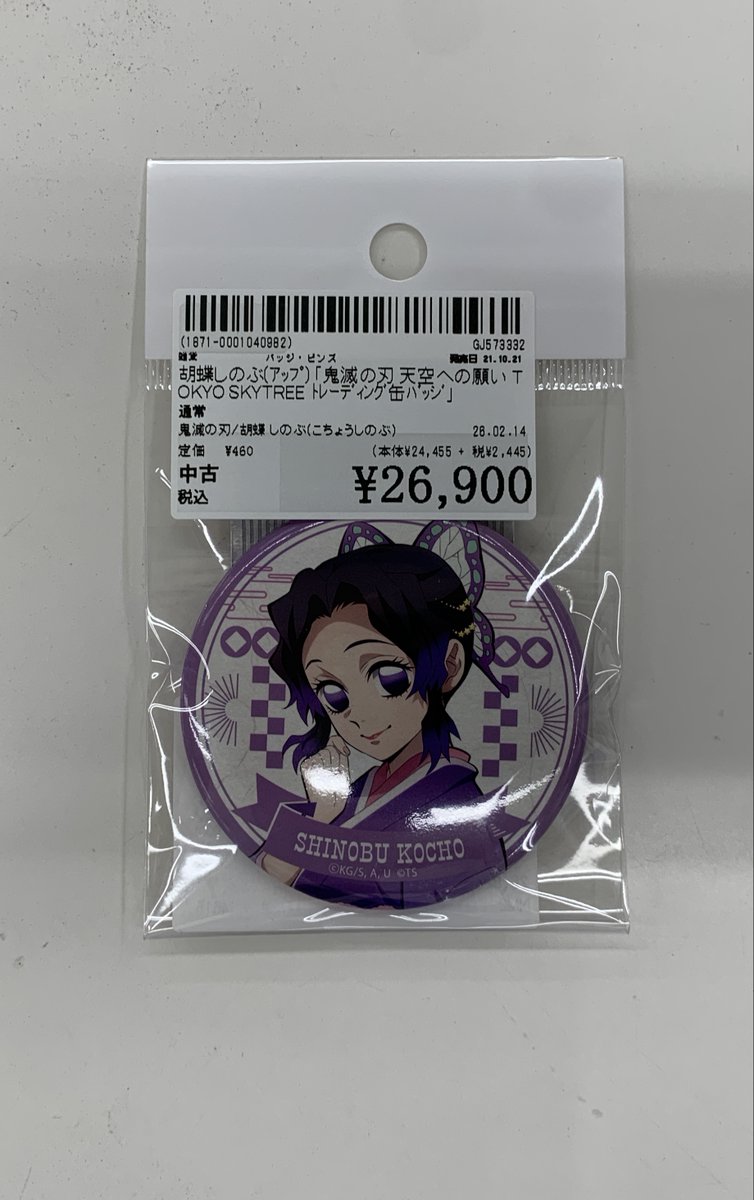 (1871-0001040982) GJ573332
雑貨 バッジ・ピンズ 発売日 21.10.21
胡蝶しのぶ(アップ)「鬼滅の刃 天空への願い T
OKYO SKYTREE トレーディング缶バッジ」
通常
鬼滅の刃/胡蝶 しのぶ(こちょうしのぶ) 26.02.14
定価 ¥460 (本体¥24,455 + 税¥2,445)
中古
税込 ¥26,900
SHINOBU KOCHO
©KG/S, A, U ©TS